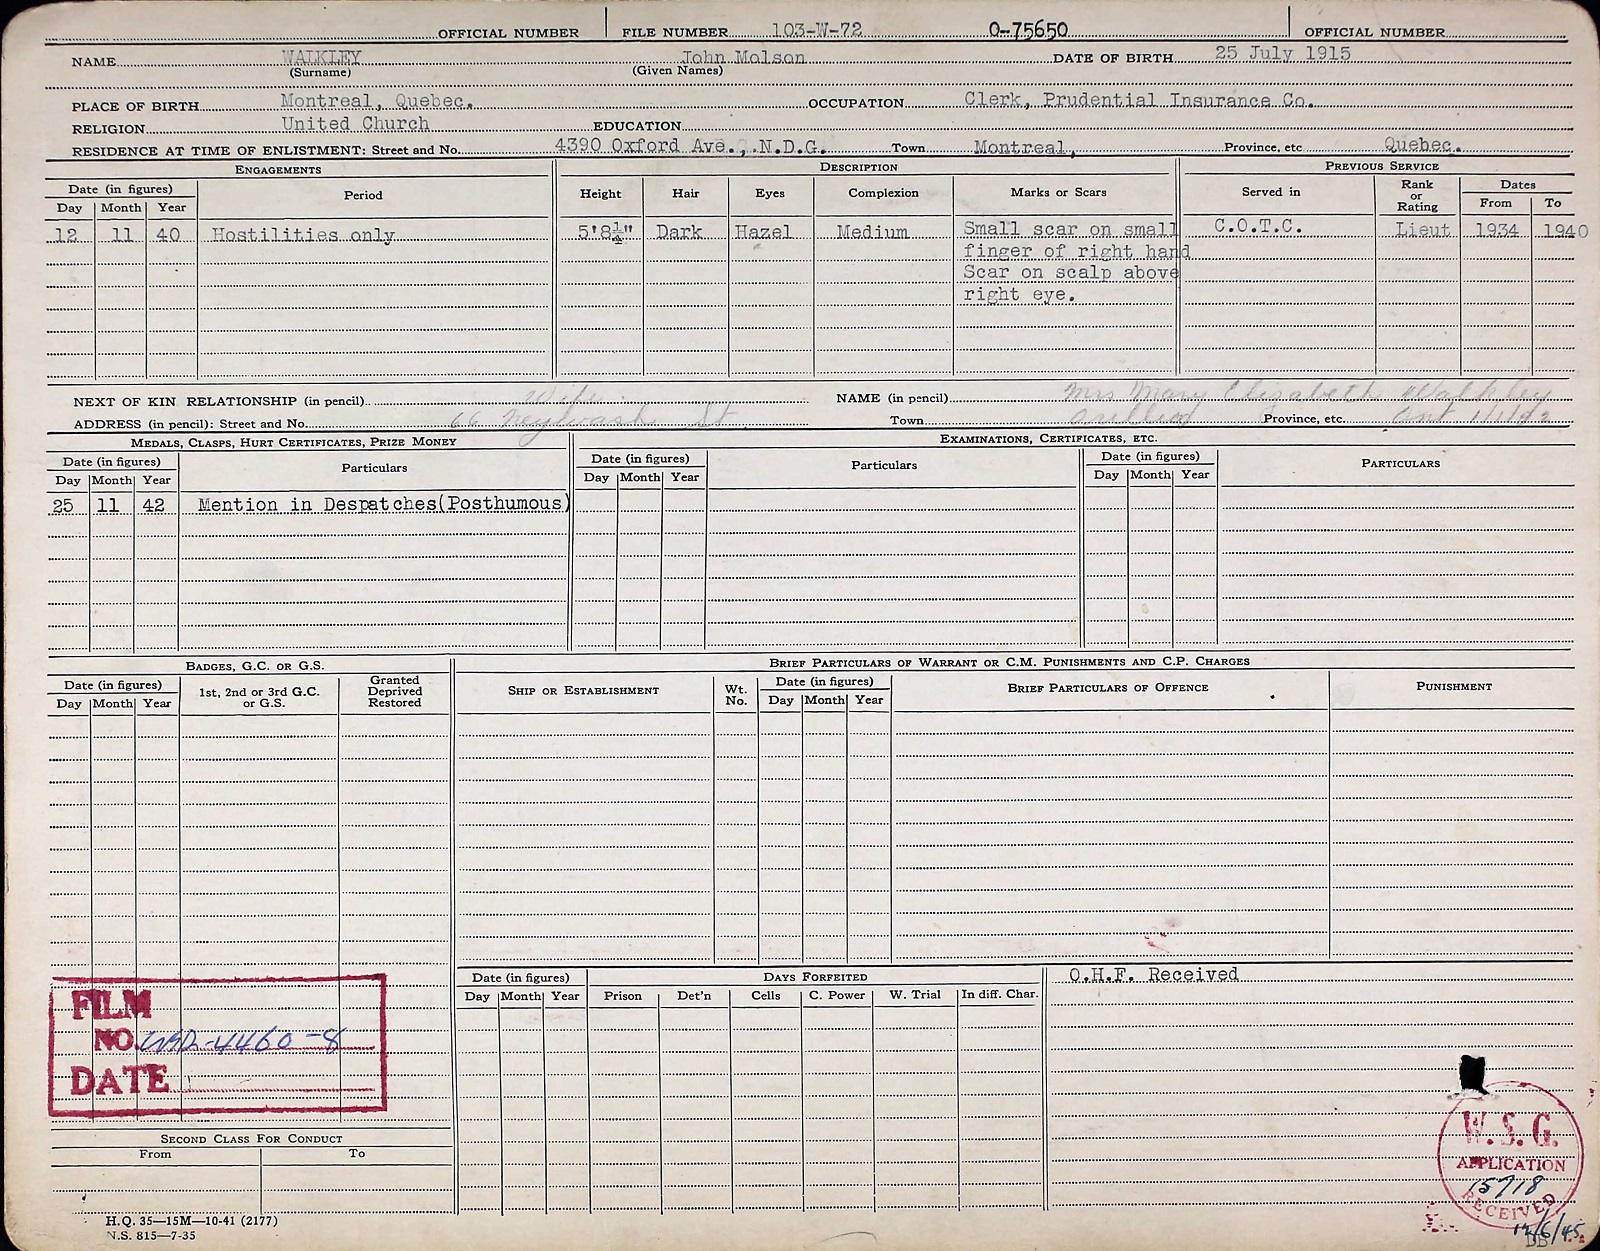 OFFICIAL NUMBER FILE NUMBER 103-W-72 O-75650 OFFICIAL NUMBER
NAME WALKLEY John Molson DATE OF BIRTH 25 July 1915
(Surname) (Given Names)
PLACE OF BIRTH Montreal, Quebec. OCCUPATION Clerk, Prudential Insurance Co.
RELIGION United Church EDUCATION
RESIDENCE AT TIME OF ENLISTMENT: Street and No. 4390 Oxford Ave., N.D.G. Town Montreal, Province, etc Quebec.
ENGAGEMENTS DESCRIPTION PREVIOUS SERVICE
Date (in figures) Period Height Hair Eyes Complexion Marks or Scars Served in Rank or Rating Dates
Day Month Year From To
12 11 40 Hostilities only 5'8¼" Dark Hazel Medium Small scar on small C.O.T.C. Lieut 1934 1940
finger of right hand
Scar on scalp above
right eye.
NEXT OF KIN RELATIONSHIP (in pencil) Wife NAME (in pencil) Mrs Mary Elizabeth Walkley
ADDRESS (in pencil): Street and No. 66 St Town Province, etc. Ont
MEDALS, CLASPS, HURT CERTIFICATES, PRIZE MONEY EXAMINATIONS, CERTIFICATES, ETC.
Date (in figures) Particulars Date (in figures) Particulars Date (in figures) PARTICULARS
Day Month Year Day Month Year Day Month Year
25 11 42 Mention in Despatches(Posthumous)
BADGES, G.C. OR G.S. BRIEF PARTICULARS OF WARRANT OR C.M. PUNISHMENTS AND C.P. CHARGES
Date (in figures) 1st, 2nd or 3rd G.C. or G.S. Granted Deprived Restored SHIP OR ESTABLISHMENT Wt. No. Date (in figures) BRIEF PARTICULARS OF OFFENCE PUNISHMENT
Day Month Year Day Month Year
Date (in figures) DAYS FORFEITED O.H.F. Received
Day Month Year Prison Det'n Cells C. Power W. Trial In diff. Char.
FILM
NO. -4460-8
DATE
SECOND CLASS FOR CONDUCT
From To
W.S.G.
APPLICATION
15718
RECEIVED
H.Q. 35—15M—10-41 (2177)
N.S. 815—7-35